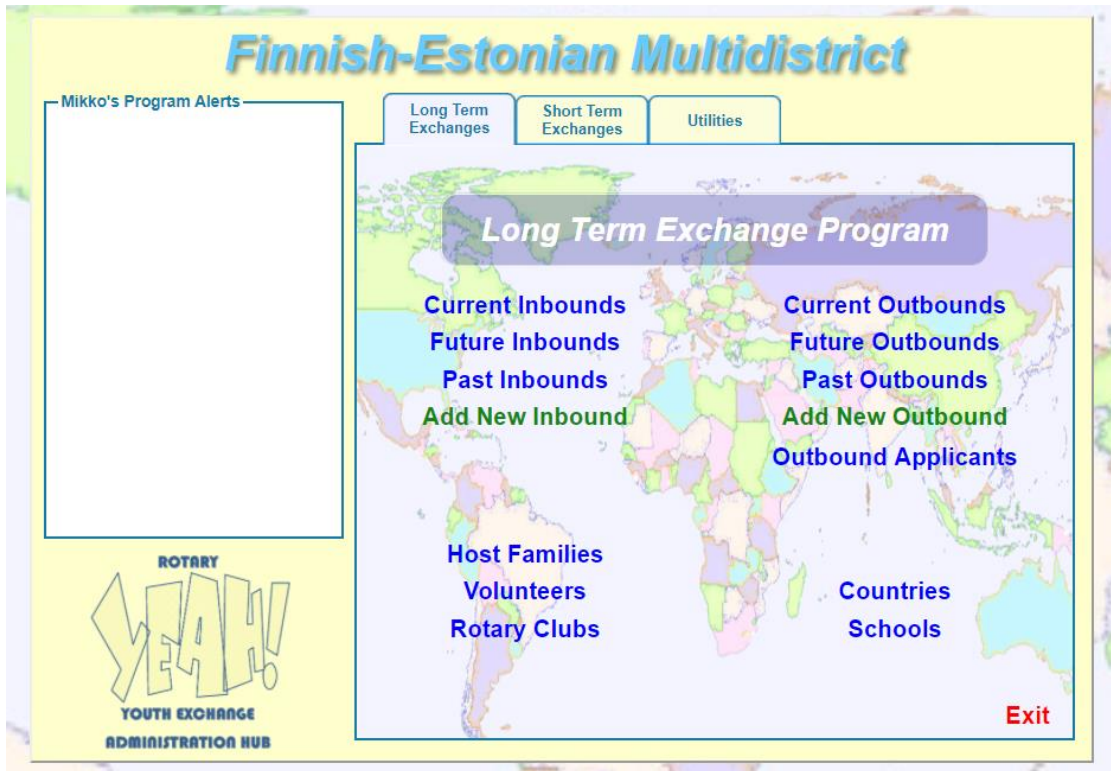 Finnish-Estonian Multidistrict
Mikko's Program Alerts
Long Term
Exchanges
Short Term
Exchanges
Utilities
Long Term Exchange Program
Current Inbounds
Future Inbounds
Past Inbounds
Add New Inbound
Current Outbounds
Future Outbounds
Past Outbounds
Add New Outbound
Outbound Applicants
Host Families
Volunteers
Rotary Clubs
Countries
Schools
Exit
ROTARY
YEAH!
YOUTH EXCHANGE
ADMINISTRATION HUB